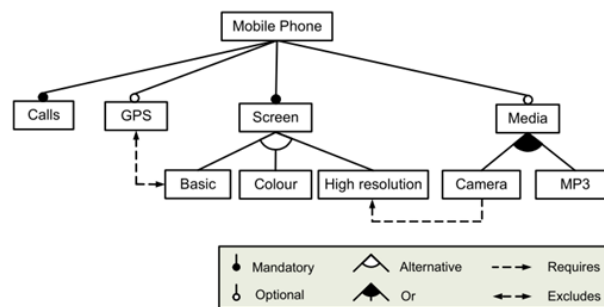 Mobile Phone
Calls
GPS
Screen
Media
Basic
Colour
High resolution
Camera
MP3
Mandatory
Alternative
Requires
Optional
Or
Excludes